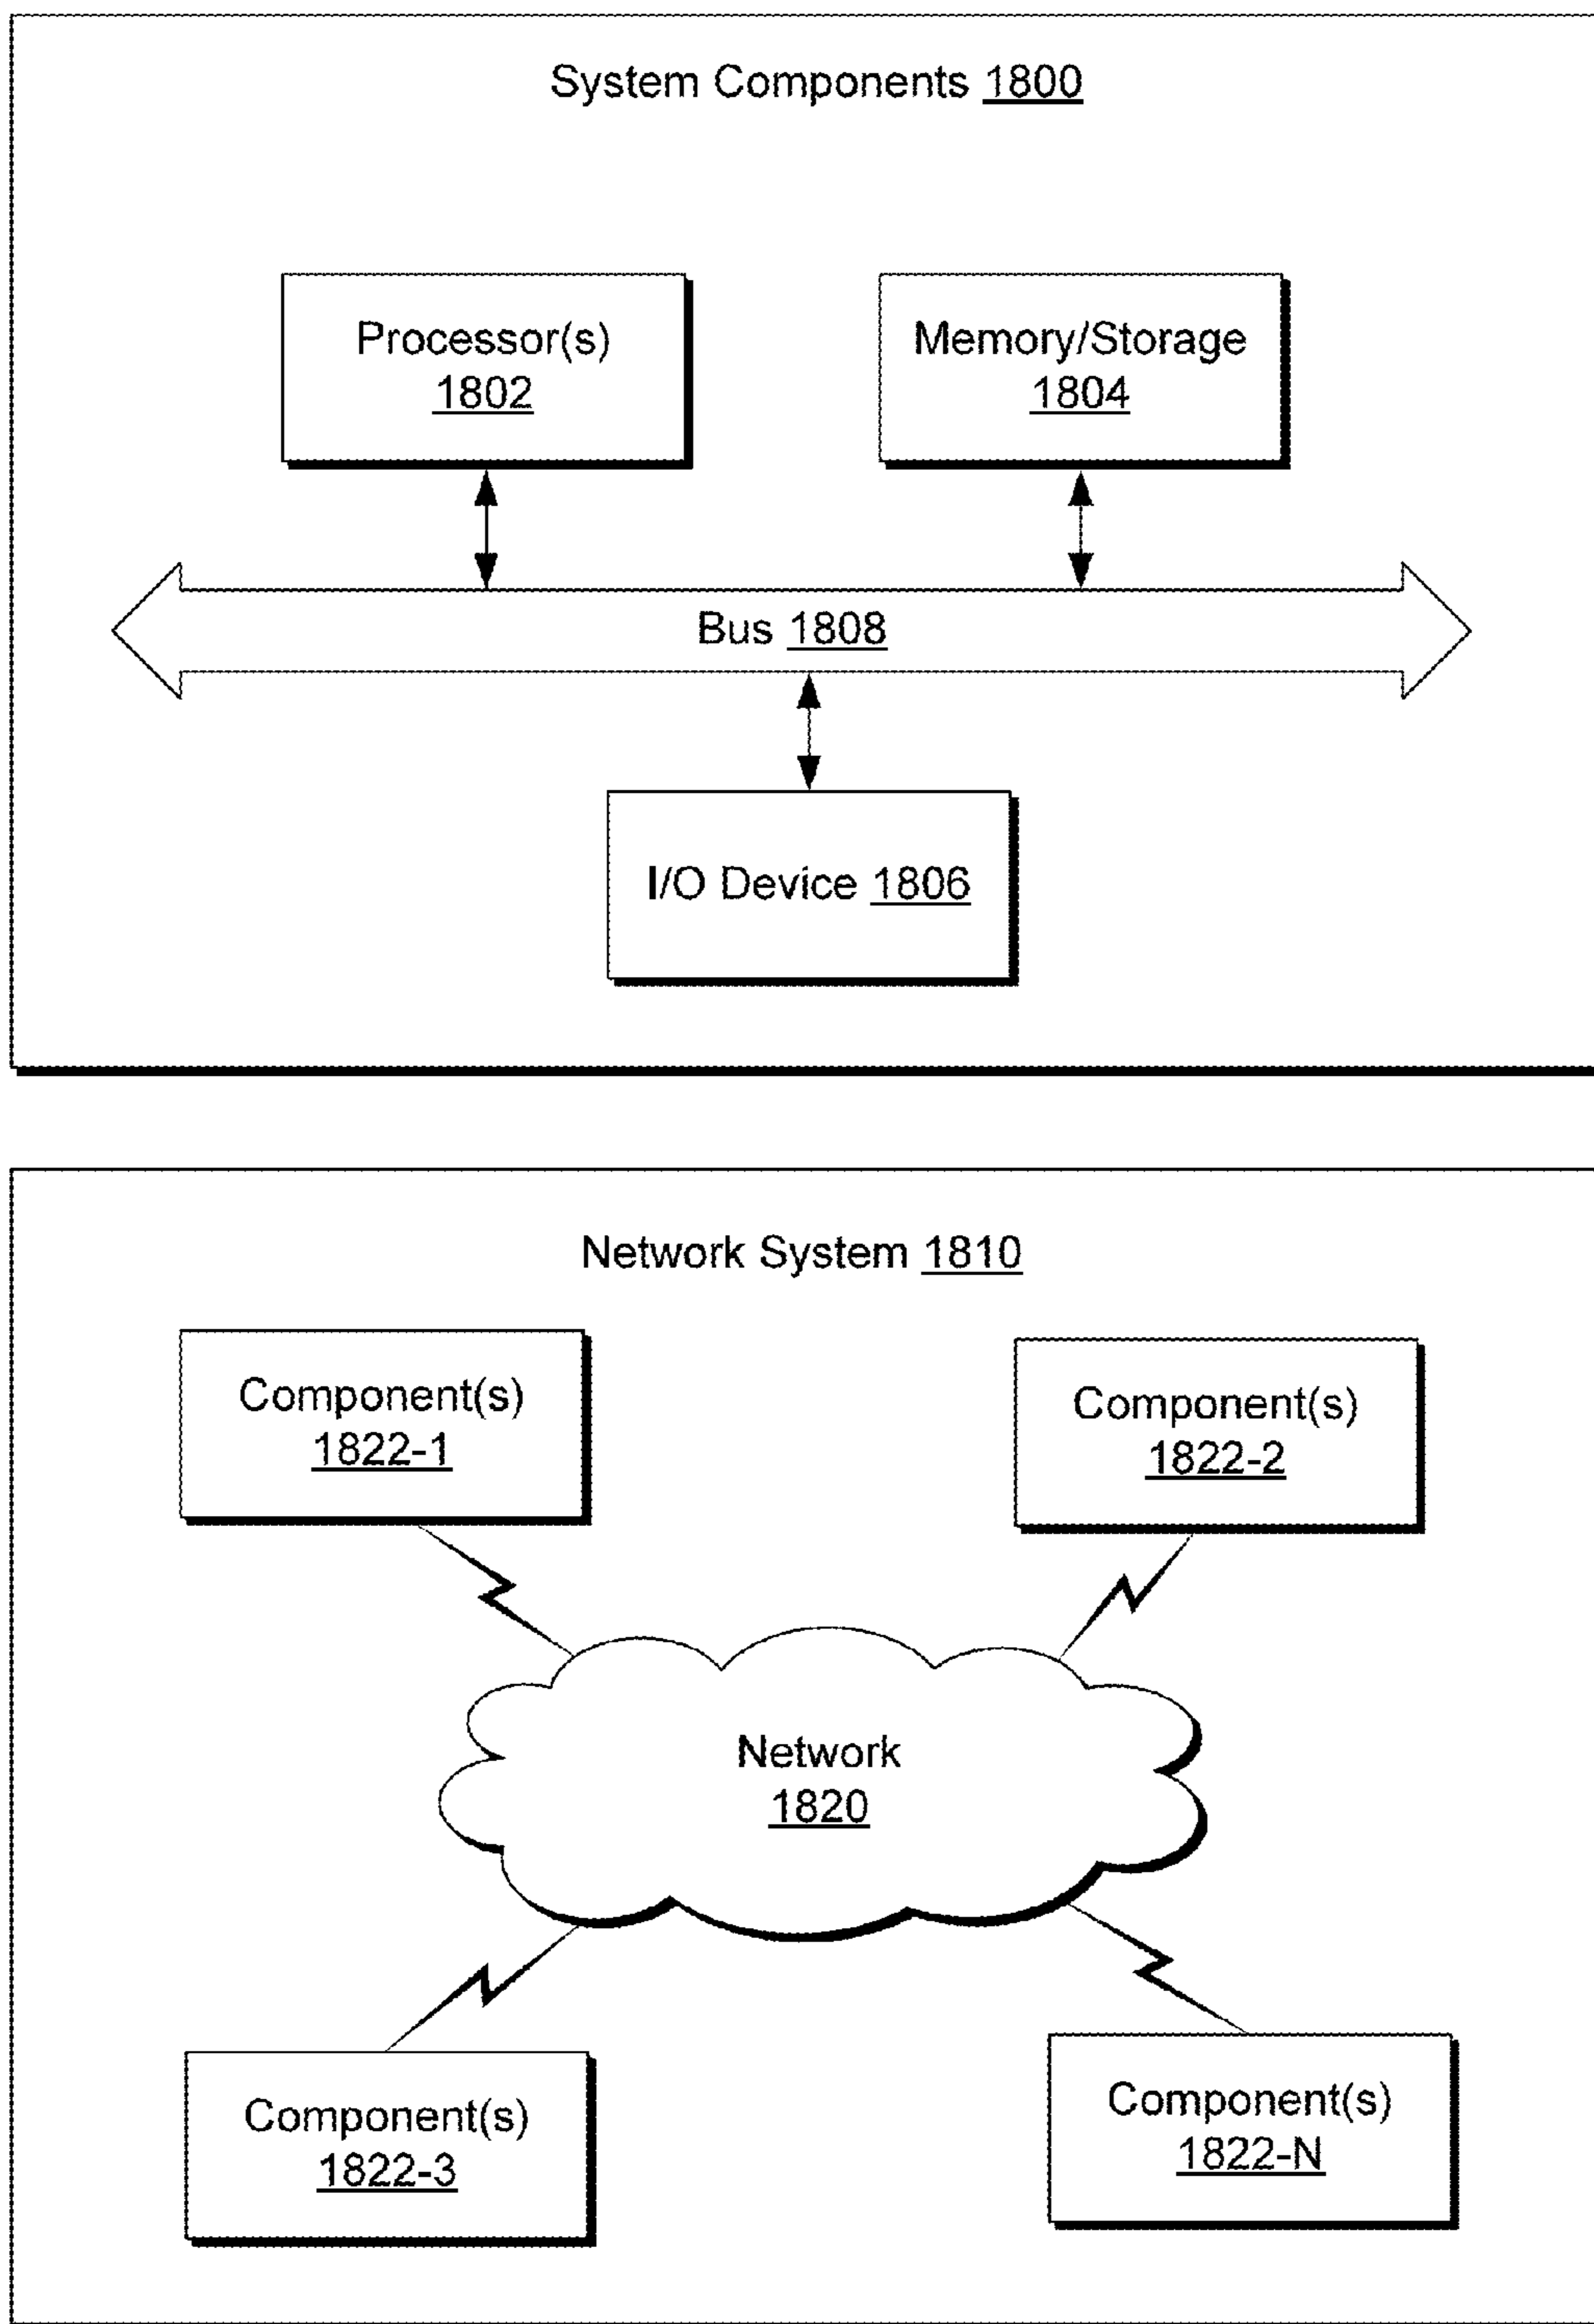 System Components 1800
Processor(s)
1802
Memory/Storage
1804
Bus 1808
I/O Device 1806
Network System 1810
Component(s)
1822-1
Component(s)
1822-2
Network
1820
Component(s)
1822-3
Component(s)
1822-N